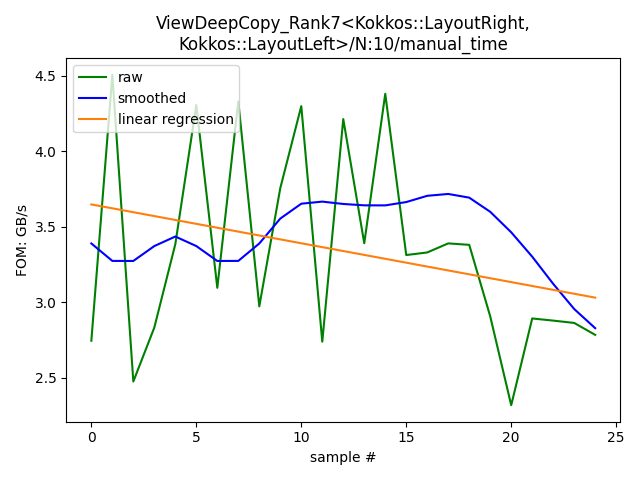 ViewDeepCopy_Rank7<Kokkos::LayoutRight,
Kokkos::LayoutLeft>/N:10/manual_time
raw
smoothed
linear regression
FOM: GB/s
4.5
4.0
3.5
3.0
2.5
0 5 10 15 20 25
sample #